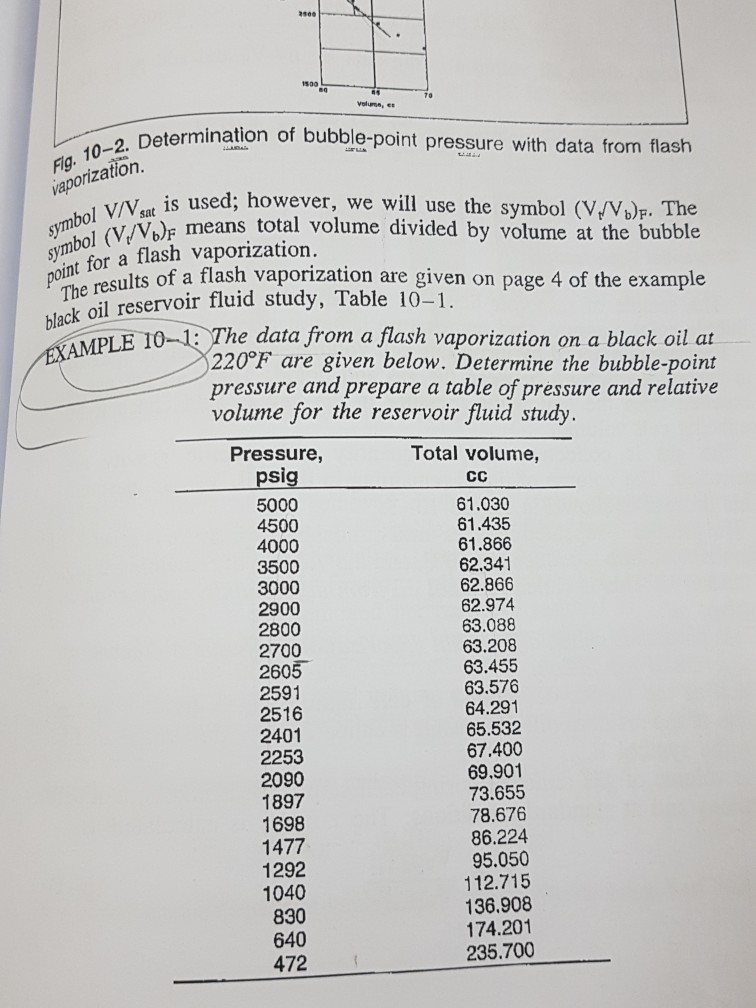 1500
60
65
70
Volume, cc
Fig. 10–2. Determination of bubble-point pressure with data from flash
vaporization.
symbol V/Vsat is used; however, we will use the symbol (Vt/Vb)F. The
symbol (Vt/Vb)F means total volume divided by volume at the bubble
point for a flash vaporization.
The results of a flash vaporization are given on page 4 of the example
black oil reservoir fluid study, Table 10–1.
EXAMPLE 10–1: The data from a flash vaporization on a black oil at
220°F are given below. Determine the bubble-point
pressure and prepare a table of pressure and relative
volume for the reservoir fluid study.
Pressure, Total volume,
psig cc
5000 61.030
4500 61.435
4000 61.866
3500 62.341
3000 62.866
2900 62.974
2800 63.088
2700 63.208
2605 63.455
2591 63.576
2516 64.291
2401 65.532
2253 67.400
2090 69.901
1897 73.655
1698 78.676
1477 86.224
1292 95.050
1040 112.715
830 136.908
640 174.201
472 235.700